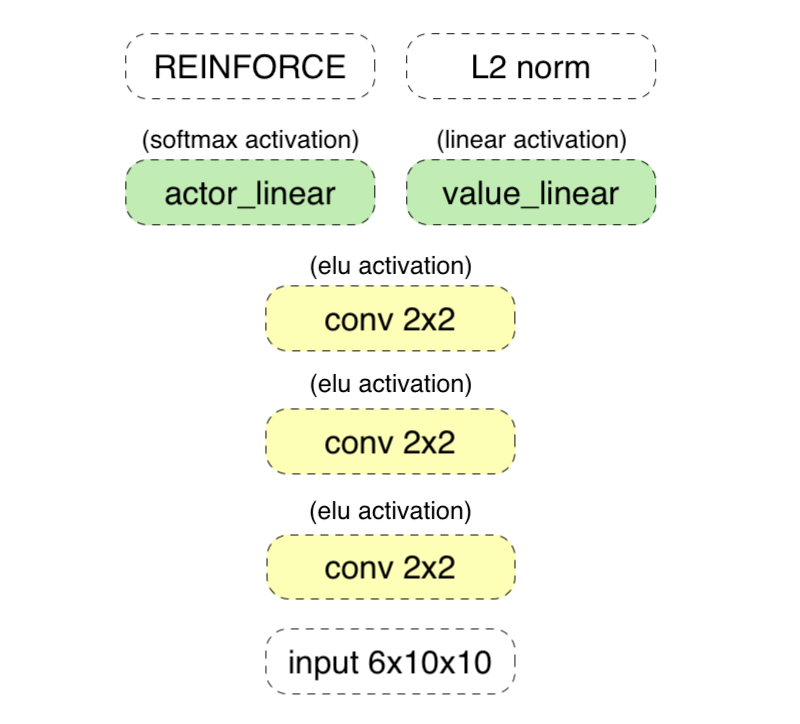 REINFORCE
L2 norm
(softmax activation)
(linear activation)
actor_linear
value_linear
(elu activation)
conv 2x2
(elu activation)
conv 2x2
(elu activation)
conv 2x2
input 6x10x10